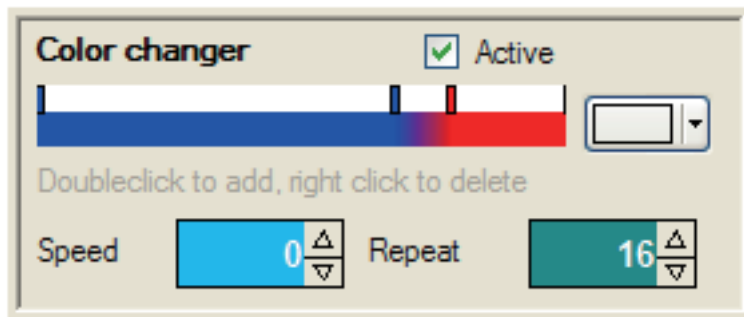 Color changer
Active
Doubleclick to add, right click to delete
Speed 0 Repeat 16